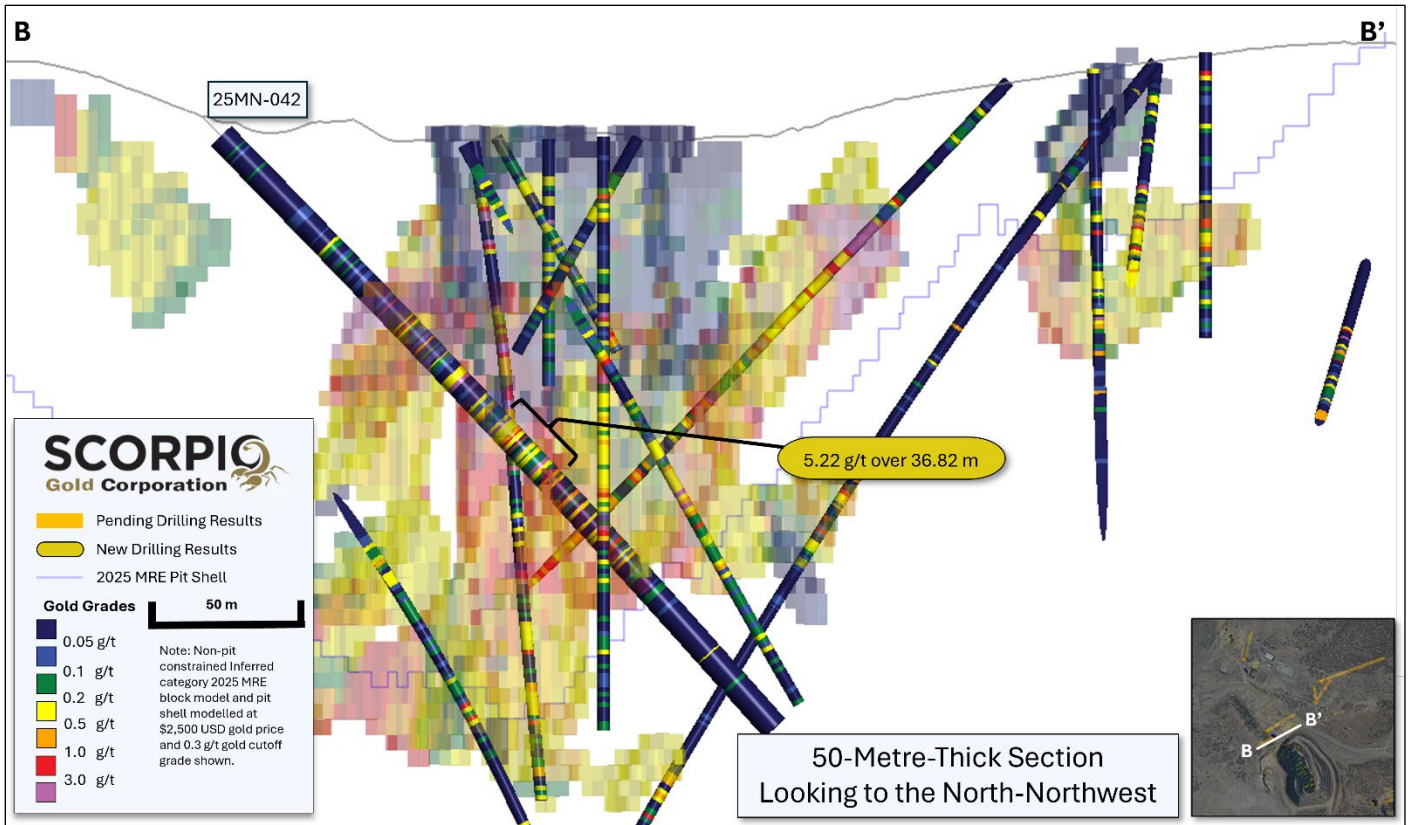 B
B’
25MN-042
5.22 g/t over 36.82 m
SCORPIO
Gold Corporation
Pending Drilling Results
New Drilling Results
2025 MRE Pit Shell
Gold Grades
0.05 g/t
0.1 g/t
0.2 g/t
0.5 g/t
1.0 g/t
3.0 g/t
50 m
Note: Non-pit
constrained Inferred
category 2025 MRE
block model and pit
shell modelled at
$2,500 USD gold price
and 0.3 g/t gold cutoff
grade shown.
50-Metre-Thick Section
Looking to the North-Northwest
B’
B